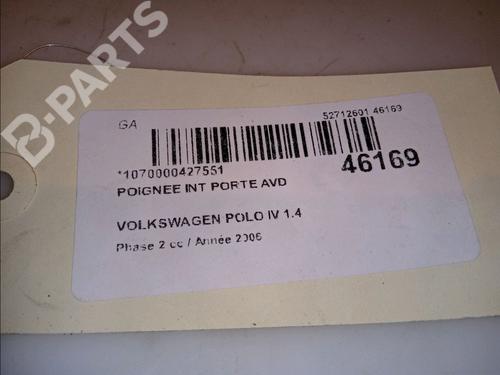 B-PARTS
GA
52712601 46169
*1070000427551
46169
POIGNEE INT PORTE AVD
VOLKSWAGEN POLO IV 1.4
Phase 2 cc / Année 2006